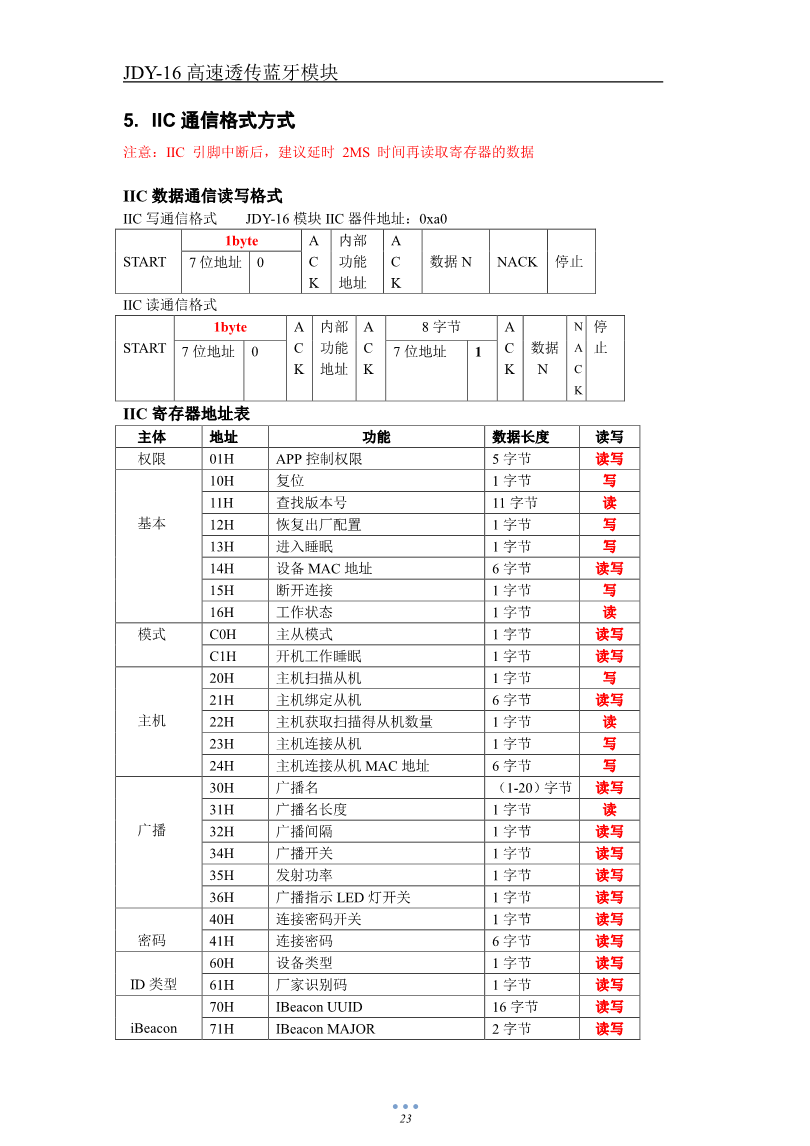 JDY-16 高速透传蓝牙模块
5. IIC 通信格式方式
注意：IIC 引脚中断后，建议延时 2MS 时间再读取寄存器的数据
IIC 数据通信读写格式
IIC 写通信格式 JDY-16 模块 IIC 器件地址：0xa0
START 1byte 7 位地址 0 ACK 内部功能地址 ACK 数据 N NACK 停止
IIC 读通信格式
START 1byte 7 位地址 0 ACK 内部功能地址 ACK 8 字节 7 位地址 1 ACK 数据 N NACK 停止
IIC 寄存器地址表
主体 地址 功能 数据长度 读写
权限 01H APP 控制权限 5 字节 读写
基本 10H 复位 1 字节 写
11H 查找版本号 11 字节 读
12H 恢复出厂配置 1 字节 写
13H 进入睡眠 1 字节 写
14H 设备 MAC 地址 6 字节 读写
15H 断开连接 1 字节 写
16H 工作状态 1 字节 读
模式 C0H 主从模式 1 字节 读写
C1H 开机工作睡眠 1 字节 读写
主机 20H 主机扫描从机 1 字节 写
21H 主机绑定从机 6 字节 读写
22H 主机获取扫描得从机数量 1 字节 读
23H 主机连接从机 1 字节 写
24H 主机连接从机 MAC 地址 6 字节 写
广播 30H 广播名 （1-20）字节 读写
31H 广播名长度 1 字节 读
32H 广播间隔 1 字节 读写
34H 广播开关 1 字节 读写
35H 发射功率 1 字节 读写
36H 广播指示 LED 灯开关 1 字节 读写
密码 40H 连接密码开关 1 字节 读写
41H 连接密码 6 字节 读写
ID 类型 60H 设备类型 1 字节 读写
61H 厂家识别码 1 字节 读写
iBeacon 70H IBeacon UUID 16 字节 读写
71H IBeacon MAJOR 2 字节 读写
23